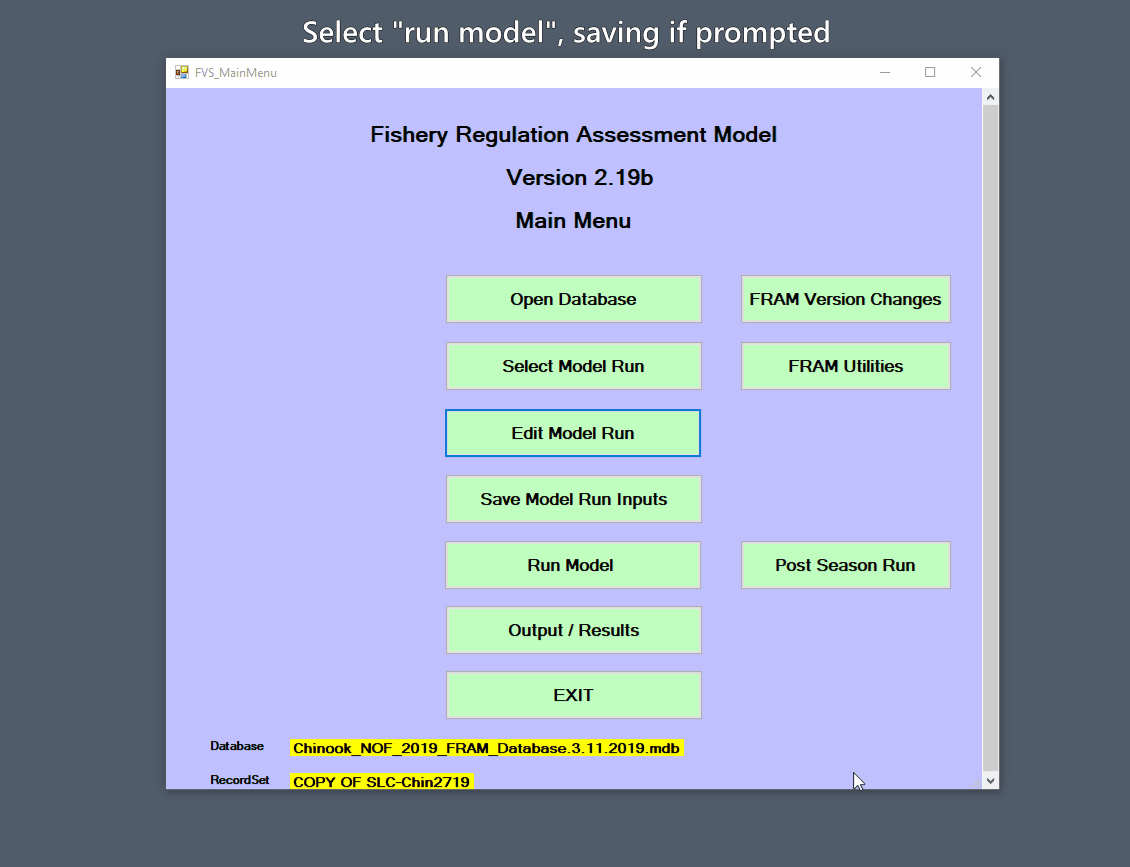 Select "run model", saving if prompted
FVS_MainMenu
Fishery Regulation Assessment Model
Version 2.19b
Main Menu
Open Database
FRAM Version Changes
Select Model Run
FRAM Utilities
Edit Model Run
Save Model Run Inputs
Run Model
Post Season Run
Output / Results
EXIT
Database
Chinook_NOF_2019_FRAM_Database.3.11.2019.mdb
RecordSet
COPY OF SLC-Chin2719